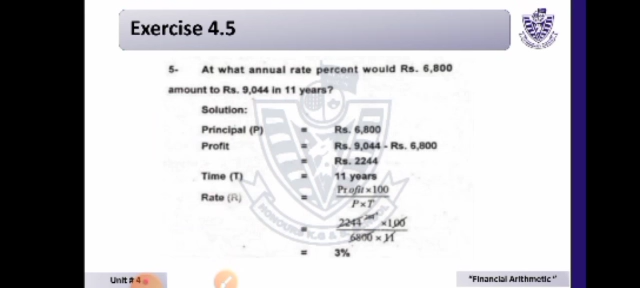 Exercise 4.5
5- At what annual rate percent would Rs. 6,800
amount to Rs. 9,044 in 11 years?
Solution:
Principal (P) = Rs. 6,800
Profit = Rs. 9,044 - Rs. 6,800
= Rs. 2244
Time (T) = 11 years
Rate (R) = Profit×100
P×T
= 2244 ×100
6800 × 11
= 3%
Unit # 4
"Financial Arithmetic"